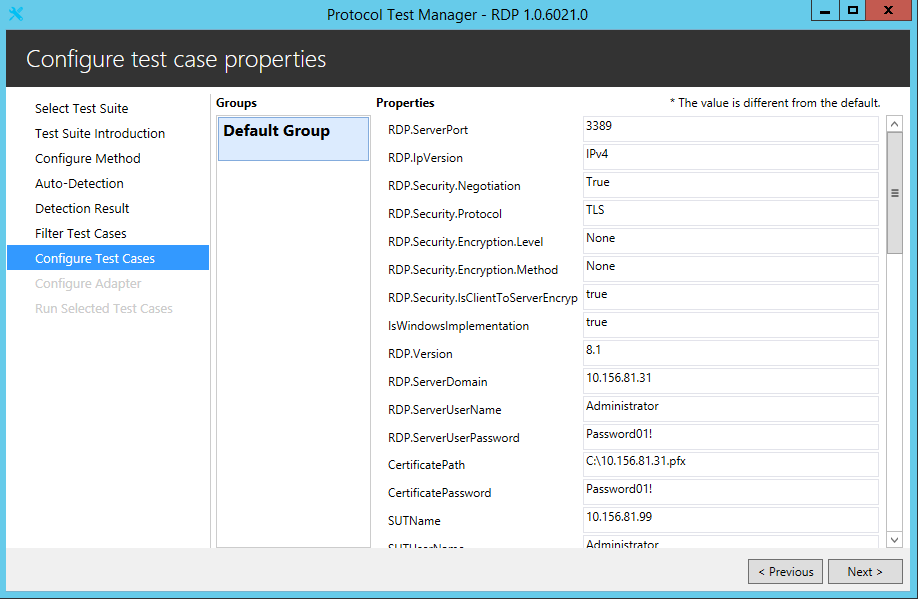 Protocol Test Manager - RDP 1.0.6021.0
Configure test case properties
Select Test Suite
Test Suite Introduction
Configure Method
Auto-Detection
Detection Result
Filter Test Cases
Configure Test Cases
Configure Adapter
Run Selected Test Cases
Groups
Default Group
Properties
* The value is different from the default.
RDP.ServerPort 3389
RDP.IpVersion IPv4
RDP.Security.Negotiation True
RDP.Security.Protocol TLS
RDP.Security.Encryption.Level None
RDP.Security.Encryption.Method None
RDP.Security.IsClientToServerEncryp true
IsWindowsImplementation true
RDP.Version 8.1
RDP.ServerDomain 10.156.81.31
RDP.ServerUserName Administrator
RDP.ServerUserPassword Password01!
CertificatePath C:\10.156.81.31.pfx
CertificatePassword Password01!
SUTName 10.156.81.99
SUTUserName Administrator
< Previous
Next >